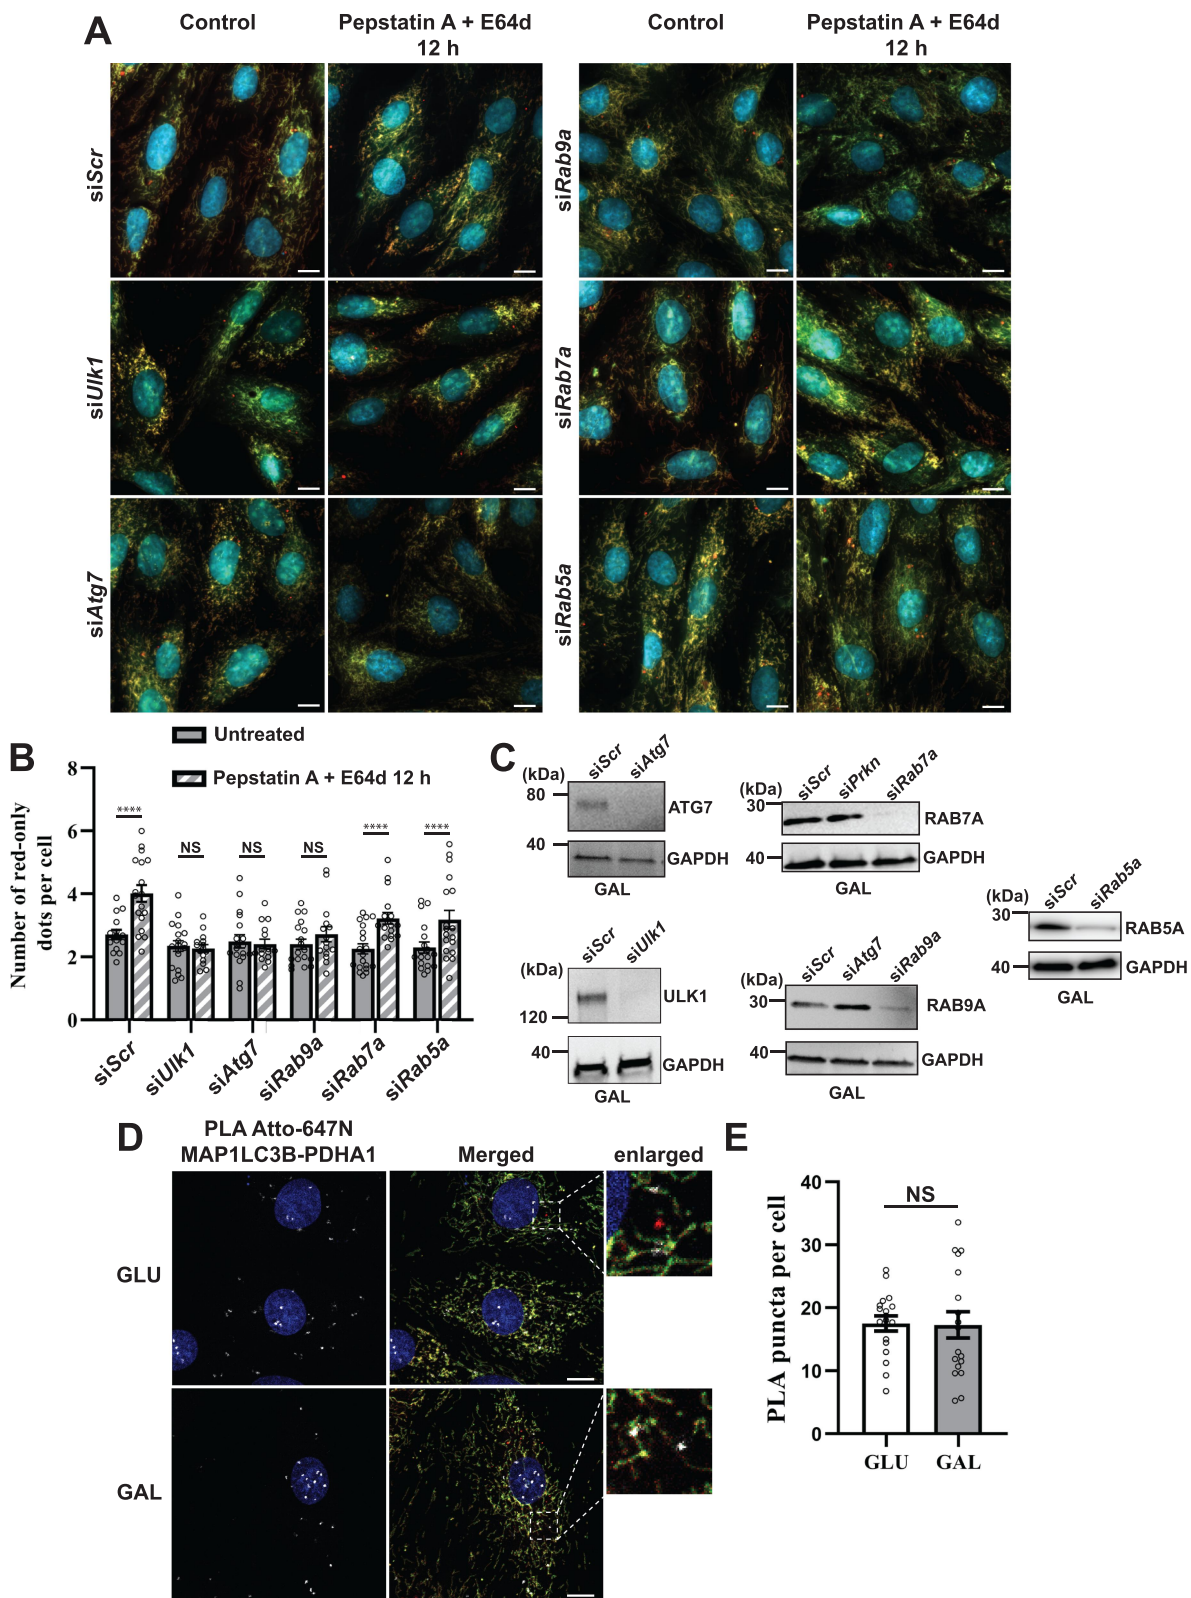 A
Control
Pepstatin A + E64d
12 h
Control
Pepstatin A + E64d
12 h
siScr
siRab9a
siUlk1
siRab7a
siAtg7
siRab5a
B
Untreated
Pepstatin A + E64d 12 h
Number of red-only
dots per cell
8
6
4
2
0
****
NS
NS
NS
****
****
siScr
siUlk1
siAtg7
siRab9a
siRab7a
siRab5a
C
(kDa)
siScr
siAtg7
80
ATG7
40
GAPDH
GAL
(kDa)
siScr
siPrkn
siRab7a
30
RAB7A
40
GAPDH
GAL
(kDa)
siScr
siRab5a
30
RAB5A
40
GAPDH
GAL
(kDa)
siScr
siUlk1
ULK1
120
40
GAPDH
GAL
(kDa)
siScr
siAtg7
siRab9a
30
RAB9A
40
GAPDH
GAL
D
PLA Atto-647N
MAP1LC3B-PDHA1
Merged
enlarged
GLU
GAL
E
PLA puncta per cell
40
30
20
10
0
NS
GLU
GAL